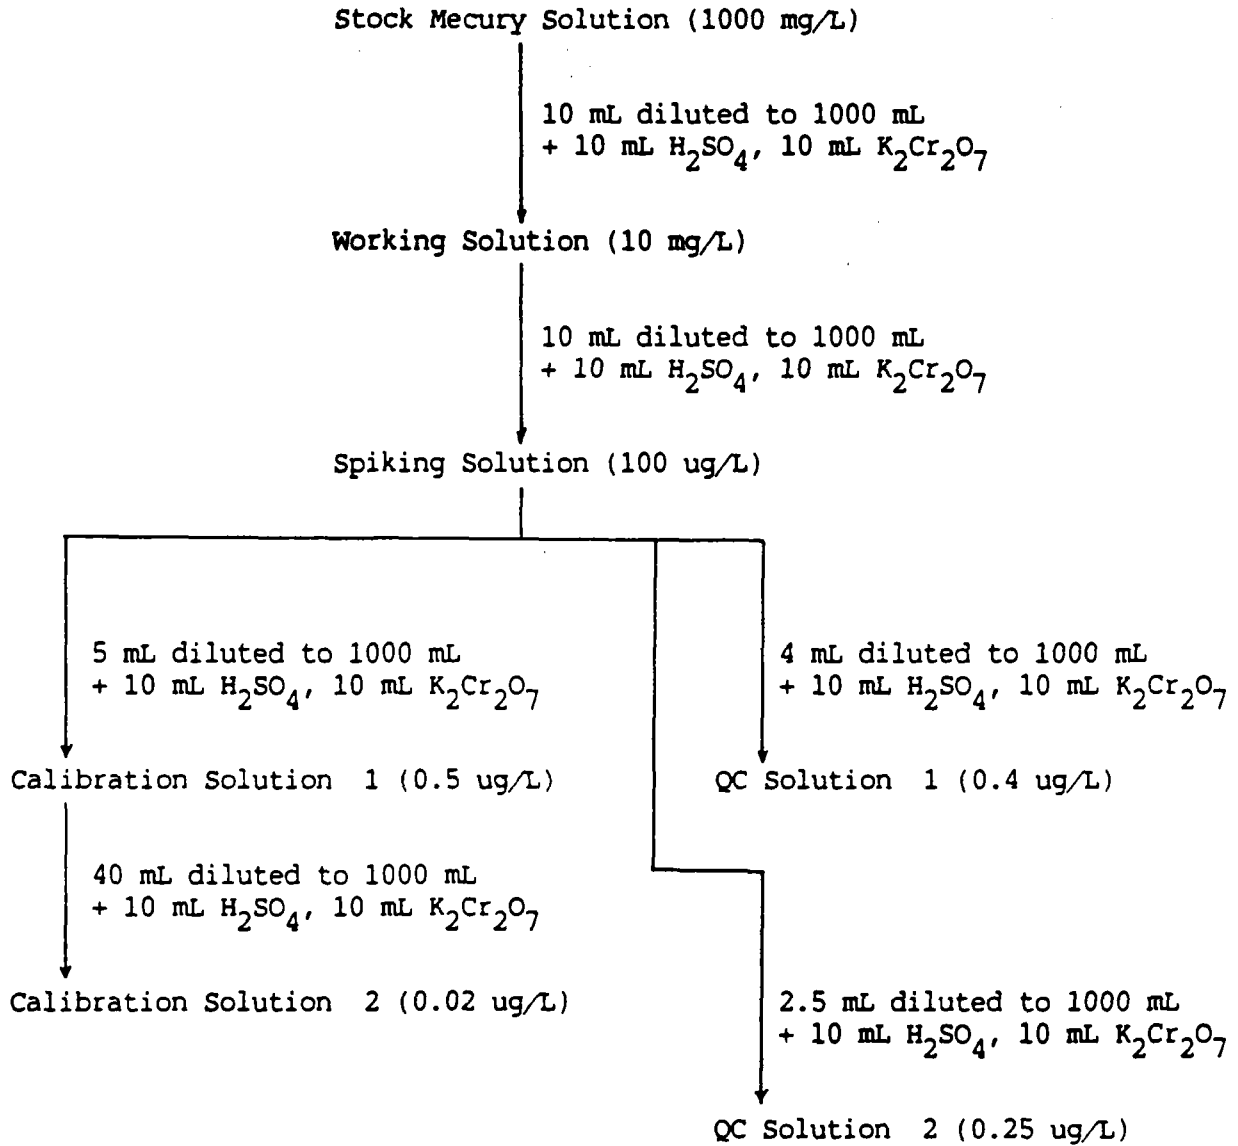 Stock Mecury Solution (1000 mg/L)
10 mL diluted to 1000 mL
+ 10 mL H2SO4, 10 mL K2Cr2O7
Working Solution (10 mg/L)
10 mL diluted to 1000 mL
+ 10 mL H2SO4, 10 mL K2Cr2O7
Spiking Solution (100 ug/L)
5 mL diluted to 1000 mL
+ 10 mL H2SO4, 10 mL K2Cr2O7
Calibration Solution 1 (0.5 ug/L)
40 mL diluted to 1000 mL
+ 10 mL H2SO4, 10 mL K2Cr2O7
Calibration Solution 2 (0.02 ug/L)
4 mL diluted to 1000 mL
+ 10 mL H2SO4, 10 mL K2Cr2O7
QC Solution 1 (0.4 ug/L)
2.5 mL diluted to 1000 mL
+ 10 mL H2SO4, 10 mL K2Cr2O7
QC Solution 2 (0.25 ug/L)